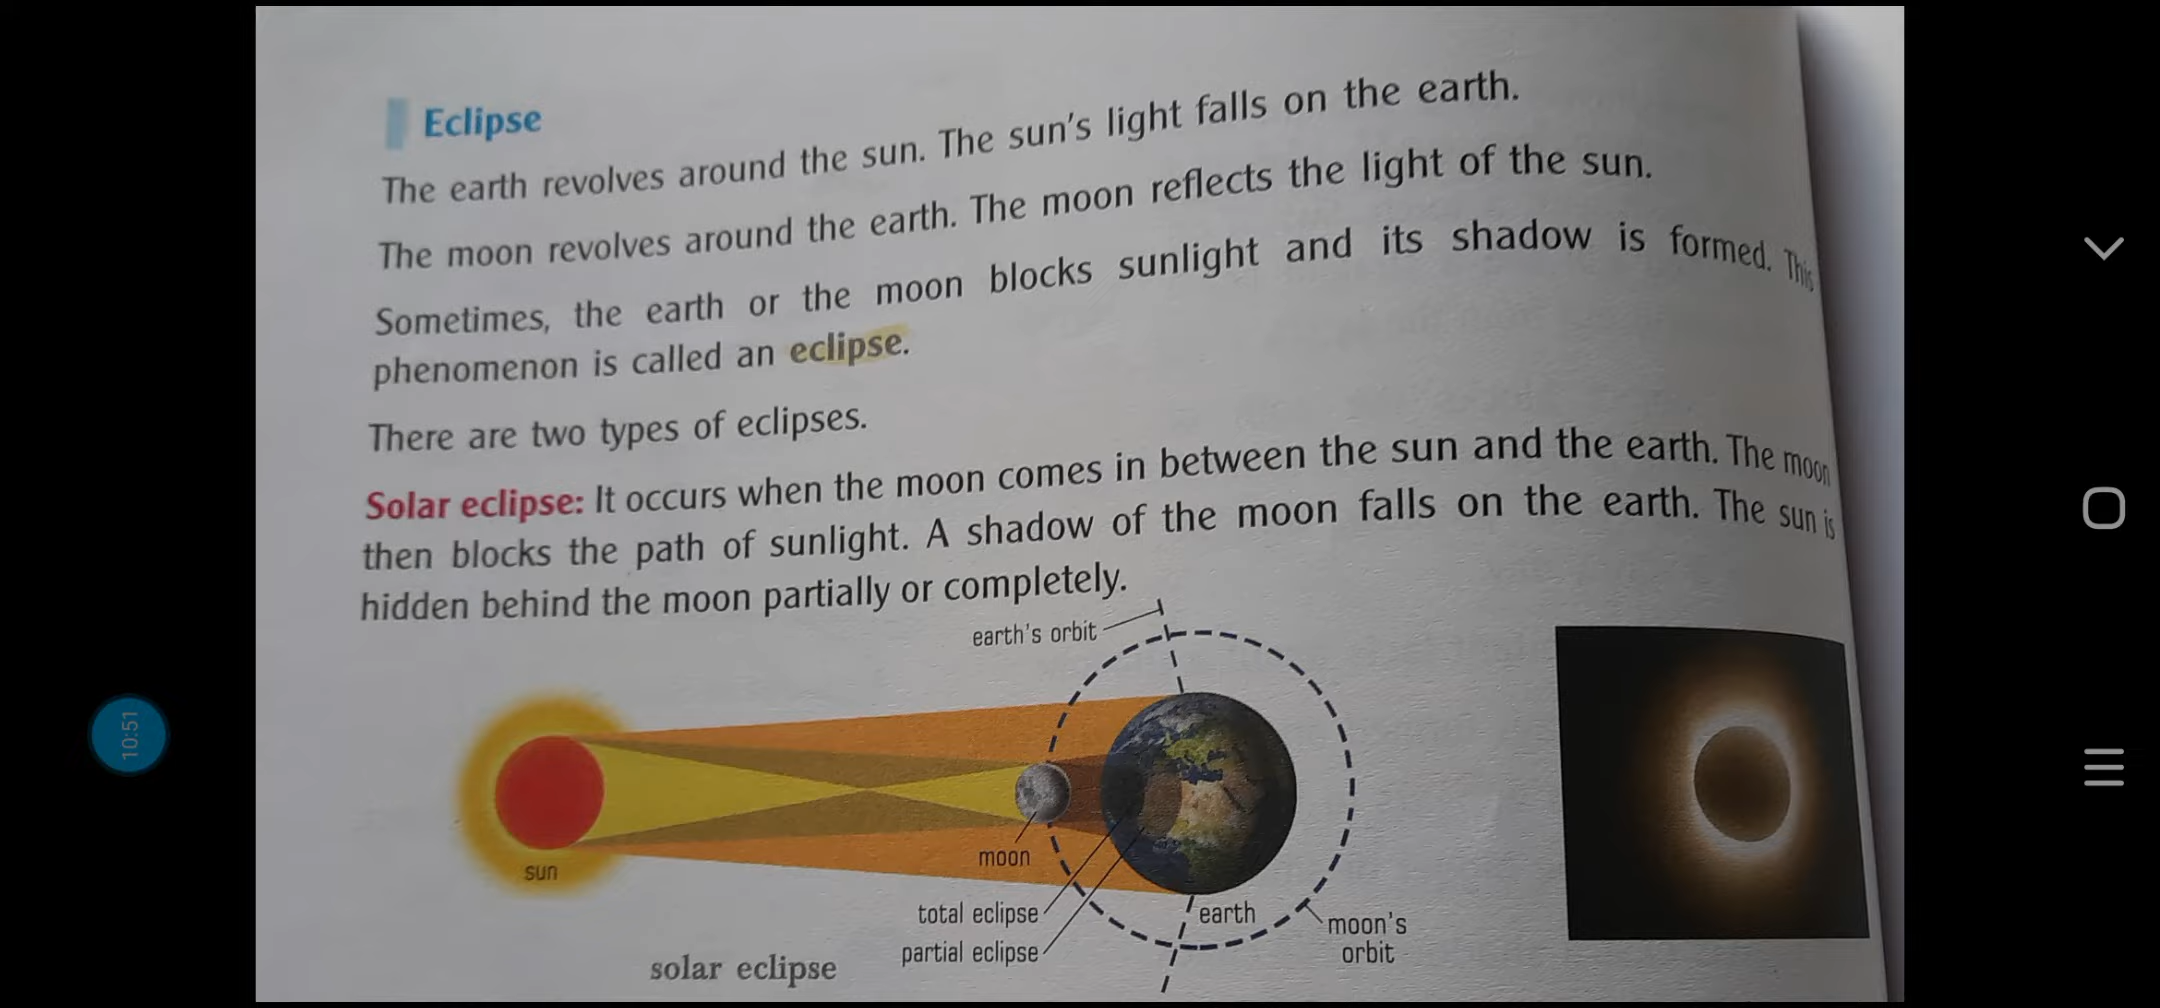 Eclipse
The earth revolves around the sun. The sun's light falls on the earth.
The moon revolves around the earth. The moon reflects the light of the sun.
Sometimes, the earth or the moon blocks sunlight and its shadow is formed. This
phenomenon is called an eclipse.
There are two types of eclipses.
Solar eclipse: It occurs when the moon comes in between the sun and the earth. The moon
then blocks the path of sunlight. A shadow of the moon falls on the earth. The sun is
hidden behind the moon partially or completely.
earth's orbit
sun
moon
total eclipse
partial eclipse
earth
moon's
orbit
solar eclipse
10:51